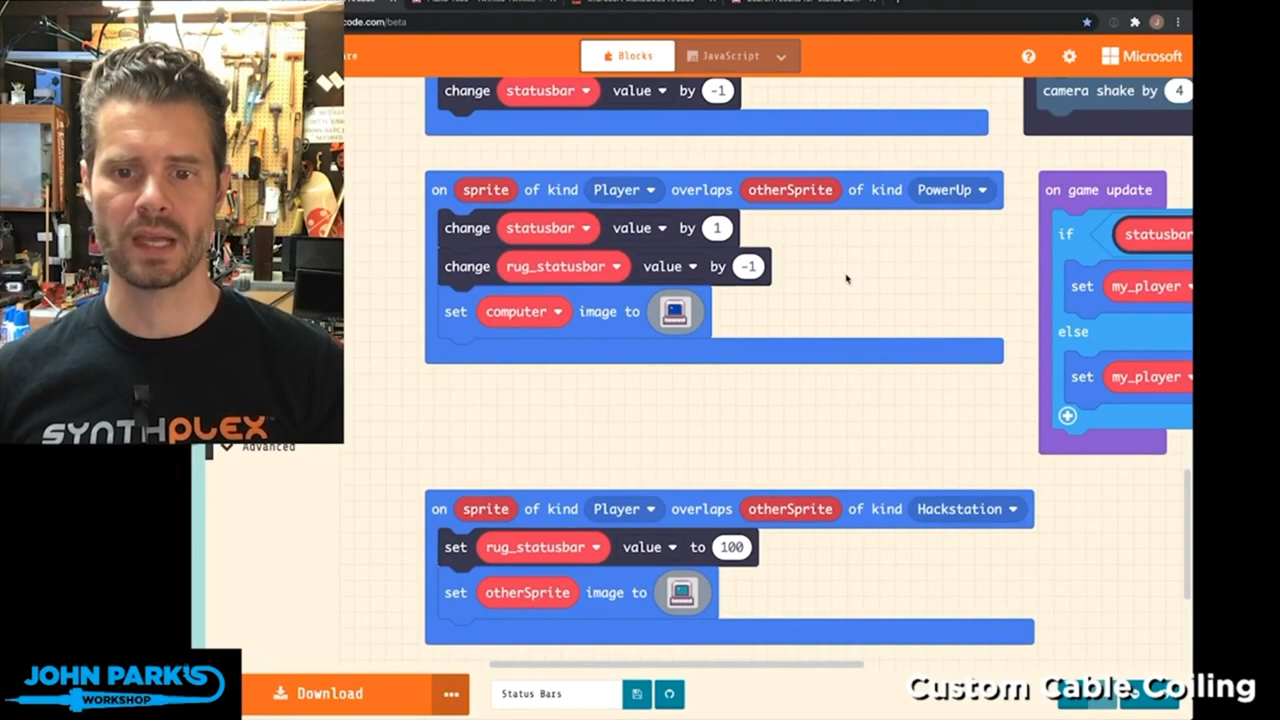 code.com/beta
are
Blocks
JavaScript
Microsoft
change statusbar value by -1
camera shake by 4
on sprite of kind Player overlaps otherSprite of kind PowerUp
change statusbar value by 1
change rug_statusbar value by -1
set computer image to
on game update
if statusbar
set my_player
else
set my_player
SYNTHPLEX
Advanced
on sprite of kind Player overlaps otherSprite of kind Hackstation
set rug_statusbar value to 100
set otherSprite image to
JOHN PARK'S
WORKSHOP
Download
Status Bars
Custom Cable Coiling